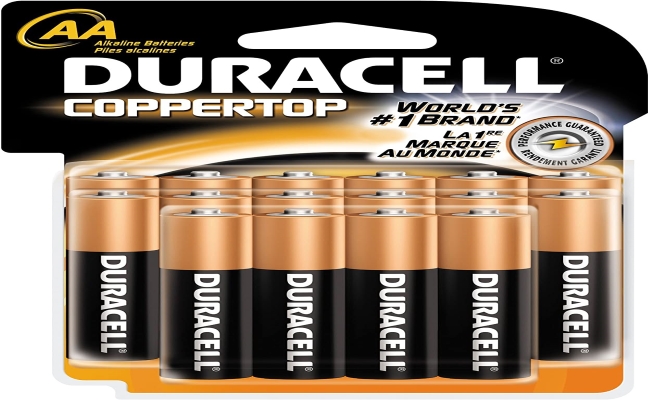 AA
Alkaline Batteries
Piles alcalines
DURACELL®
COPPERTOP
WORLD'S
#1 BRAND*
LA 1RE
MARQUE
AU MONDE*
PERFORMANCE GUARANTEED
RENDEMENT GARANTI
DURACELL®
DURACELL®
DURACELL®
DURACELL®
DURACELL®
DURACELL®